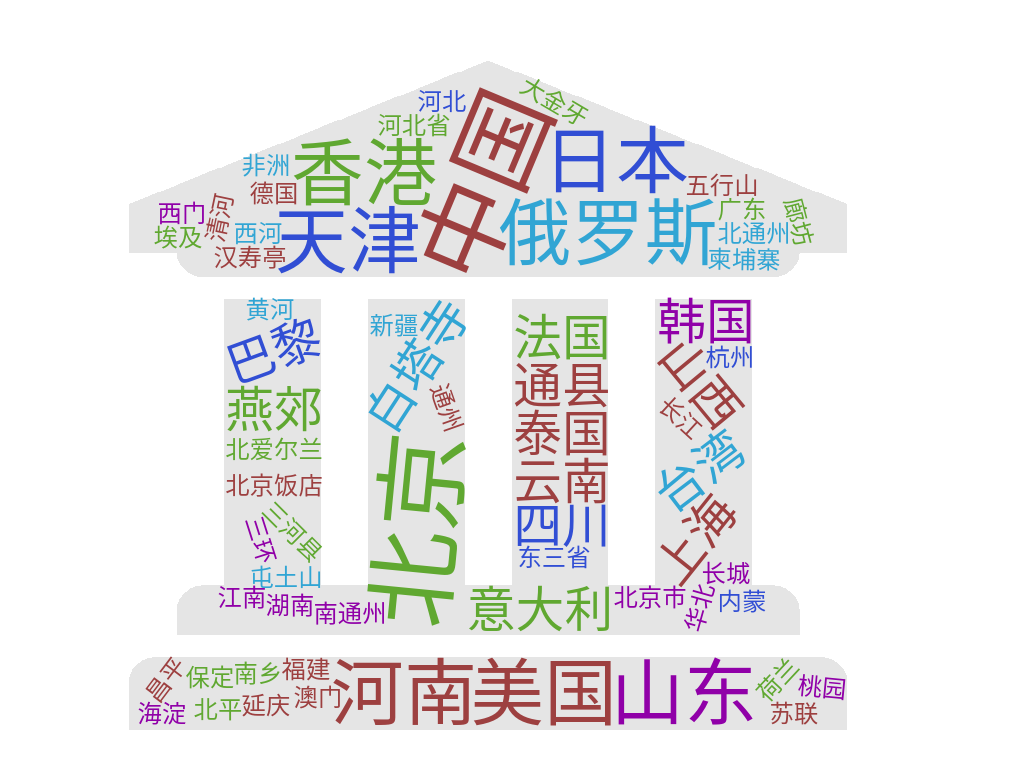 大金牙
河北
中国
河北省
香港
日本
非洲
德国
五行山
西门
清河
广东
廊坊
埃及
西河
天津
俄罗斯
北通州
汉寿亭
柬埔寨
黄河
新疆
白塔寺
法国
韩国
巴黎
杭州
山西
燕郊
通州
通县
长江
泰国
北爱尔兰
北京
台湾
北京饭店
云南
三河县
三环
四川
上海
东三省
屯土山
长城
江南
湖南
南通州
意大利
北京市
华北
内蒙
昌平
保定
南乡
福建
河南
美国
山东
荷兰
桃园
海淀
北平
延庆
澳门
苏联